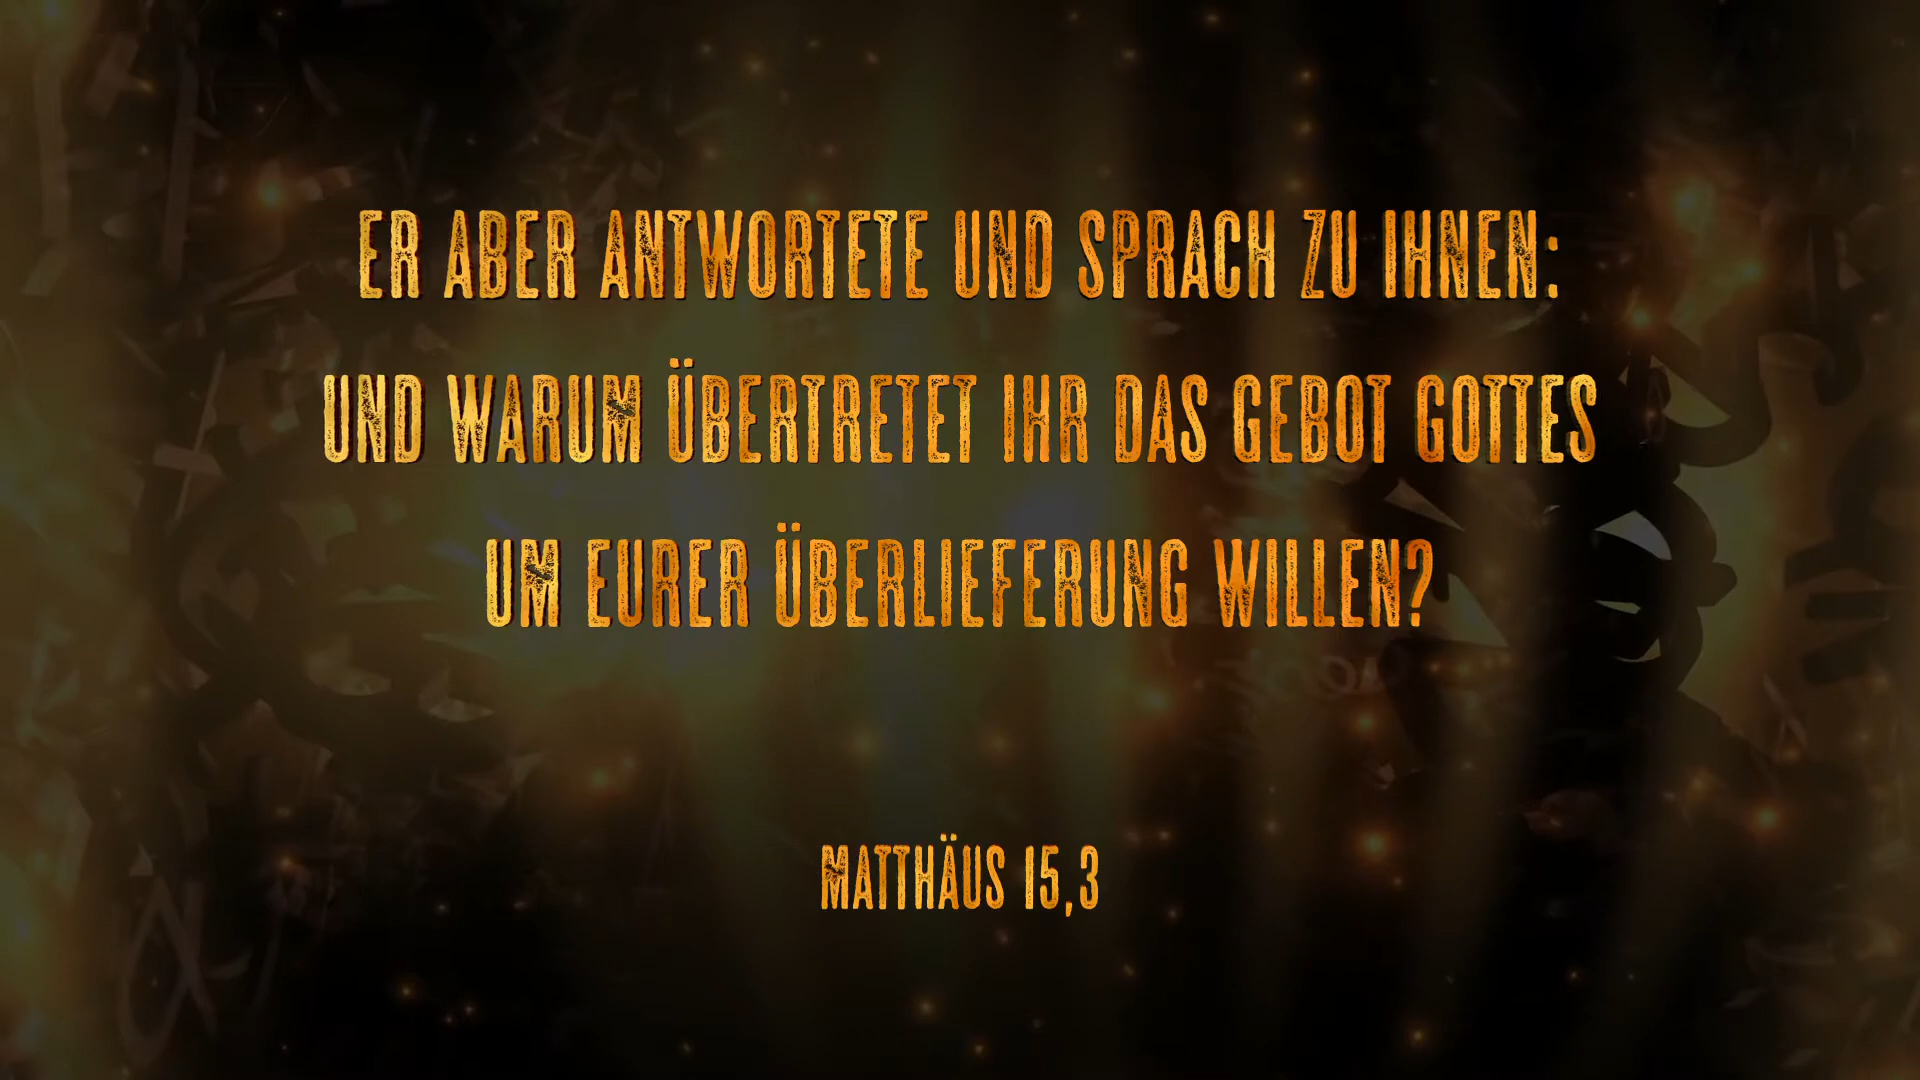 ER ABER ANTWORTETE UND SPRACH ZU IHNEN:
UND WARUM ÜBERTRETET IHR DAS GEBOT GOTTES
UM EURER ÜBERLIEFERUNG WILLEN?
MATTHÄUS 15,3